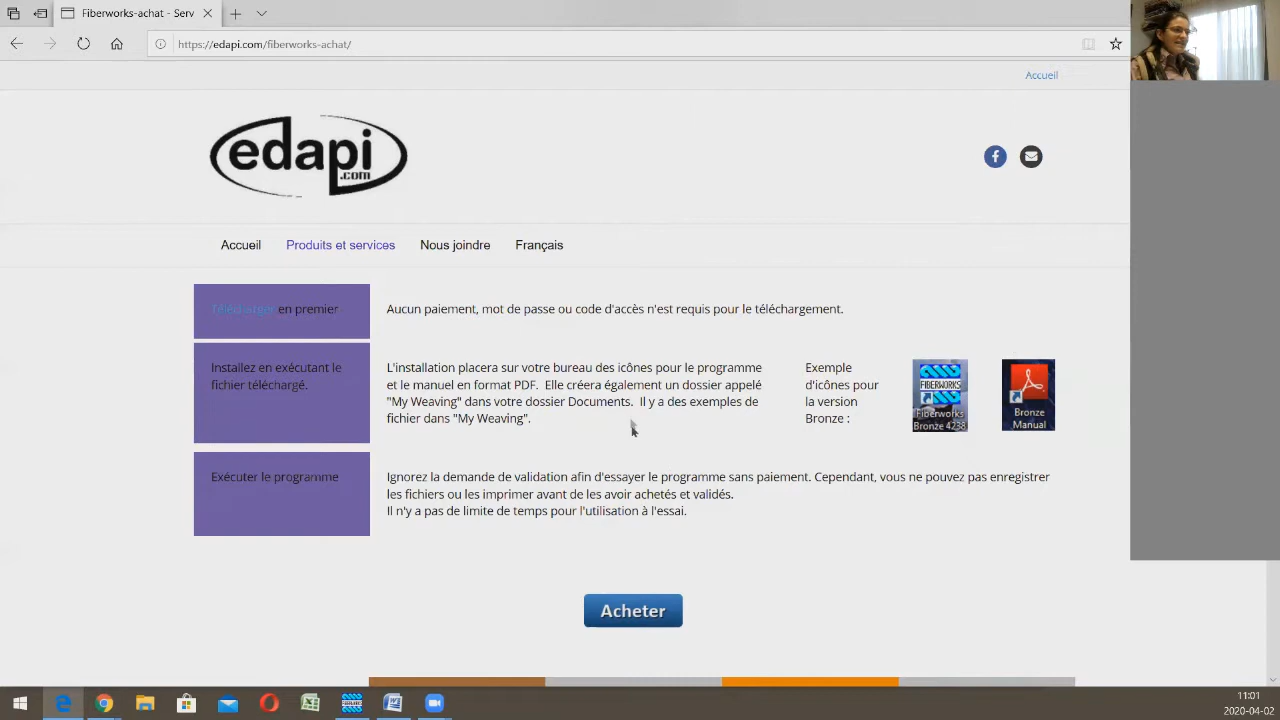 Fiberworks-achat - Serv
https://edapi.com/fiberworks-achat/
Accueil
edapi
.com
Accueil
Produits et services
Nous joindre
Français
Télécharger en premier
Aucun paiement, mot de passe ou code d'accès n'est requis pour le téléchargement.
Installez en exécutant le
fichier téléchargé.
L'installation placera sur votre bureau des icônes pour le programme
et le manuel en format PDF. Elle créera également un dossier appelé
"My Weaving" dans votre dossier Documents. Il y a des exemples de
fichier dans "My Weaving".
Exemple
d'icônes pour
la version
Bronze :
FIBERWORKS
Fiberworks
Bronze 4238
Bronze
Manual
Exécuter le programme
Ignorez la demande de validation afin d'essayer le programme sans paiement. Cependant, vous ne pouvez pas enregistrer
les fichiers ou les imprimer avant de les avoir achetés et validés.
Il n'y a pas de limite de temps pour l'utilisation à l'essai.
Acheter
11:01
2020-04-02